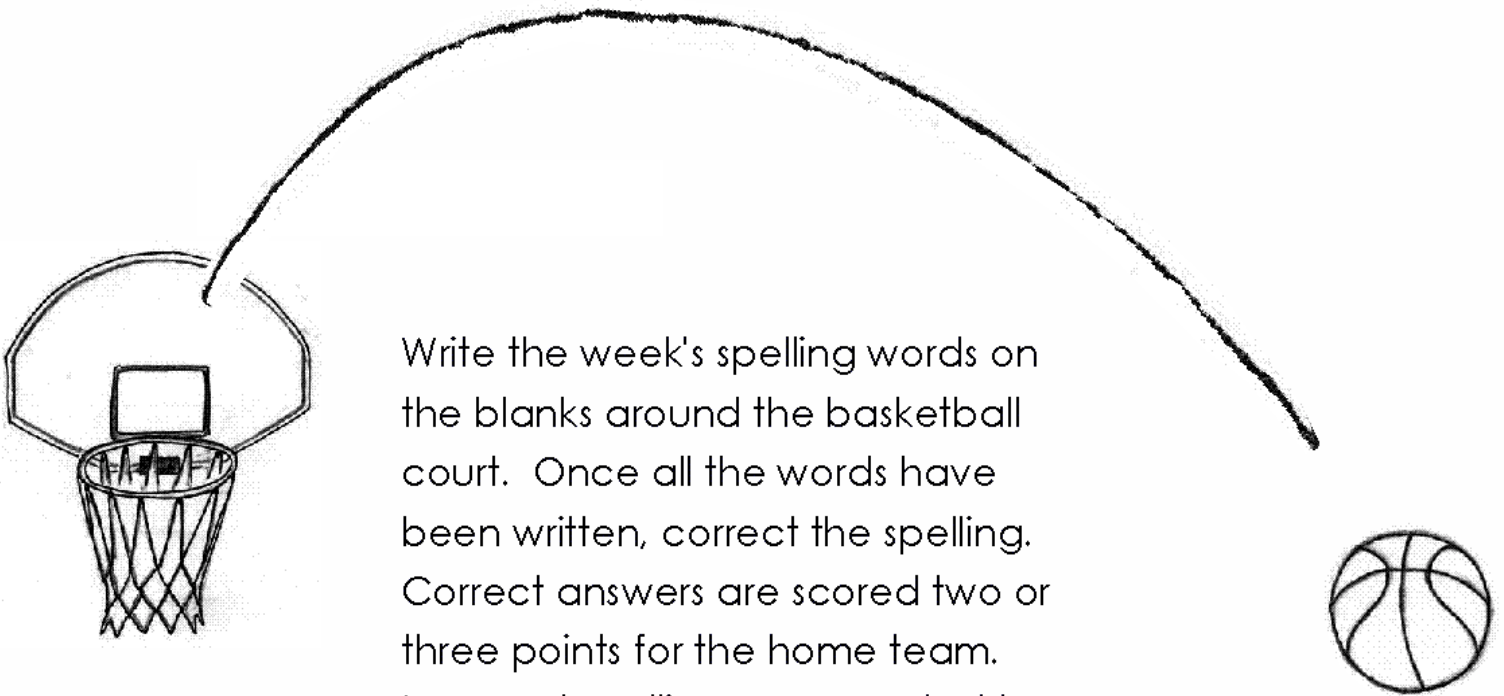 Write the week's spelling words on
the blanks around the basketball
court.  Once all the words have
been written, correct the spelling.
Correct answers are scored two or
three points for the home team.